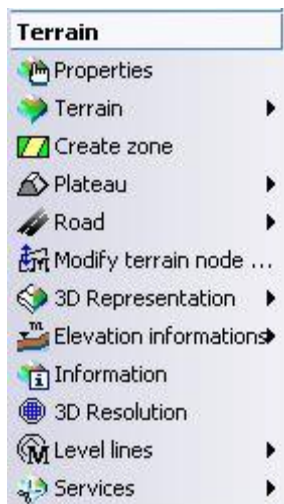 Terrain
Properties
Terrain
Create zone
Plateau
Road
Modify terrain node ...
3D Representation
Elevation informations
Information
3D Resolution
Level lines
Services